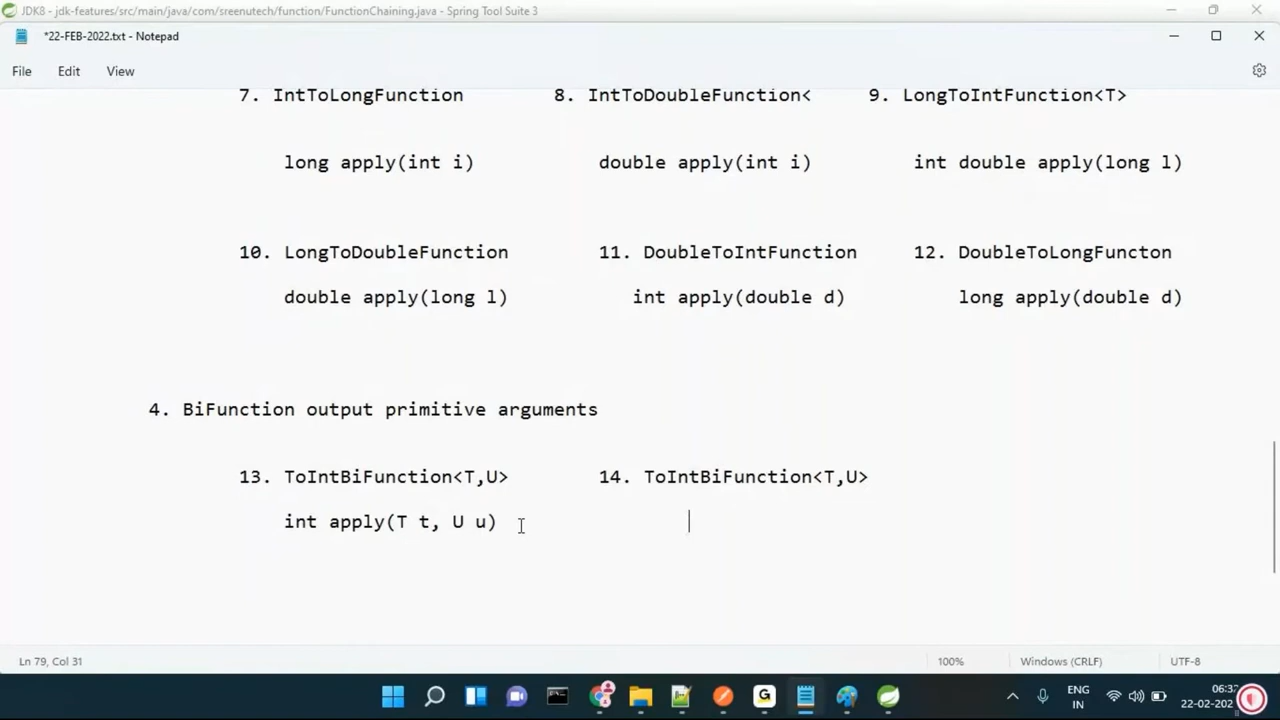 JDK8 - jdk-features/src/main/java/com/sreenutech/function/FunctionChaining.java - Spring Tool Suite 3
*22-FEB-2022.txt - Notepad
File Edit View
7. IntToLongFunction 8. IntToDoubleFunction< 9. LongToIntFunction<T>
long apply(int i) double apply(int i) int double apply(long l)
10. LongToDoubleFunction 11. DoubleToIntFunction 12. DoubleToLongFuncton
double apply(long l) int apply(double d) long apply(double d)
4. BiFunction output primitive arguments
13. ToIntBiFunction<T,U> 14. ToIntBiFunction<T,U>
int apply(T t, U u)
Ln 79, Col 31 100% Windows (CRLF) UTF-8
ENG
IN
22-02-202